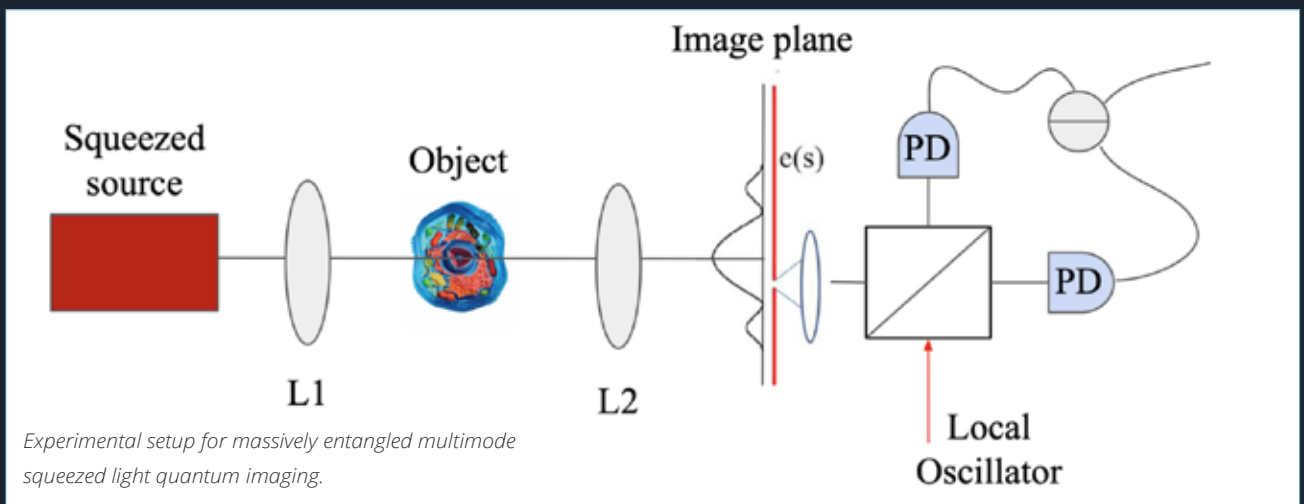 Image plane
Squeezed
source
Object
e(s)
PD
PD
L1
L2
Local
Oscillator
Experimental setup for massively entangled multimode
squeezed light quantum imaging.